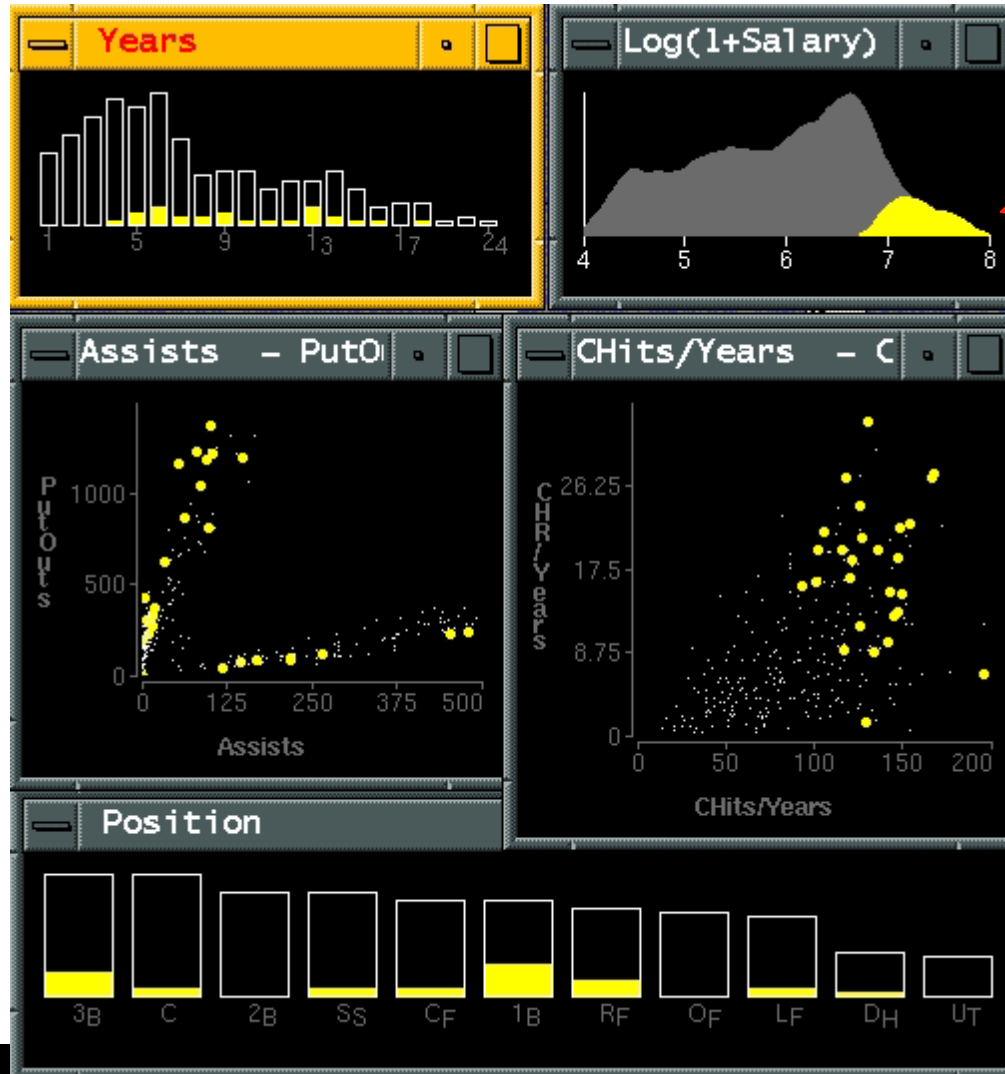 Years
1 5 9 13 17 24
Log(1+Salary)
4 5 6 7 8
Assists - PutO
PutOuts
1000
500
0
0 125 250 375 500
Assists
CHits/Years - C
CHR/Years
26.25
17.5
8.75
0
0 50 100 150 200
CHits/Years
Position
3B C 2B SS CF 1B RF OF LF DH UT